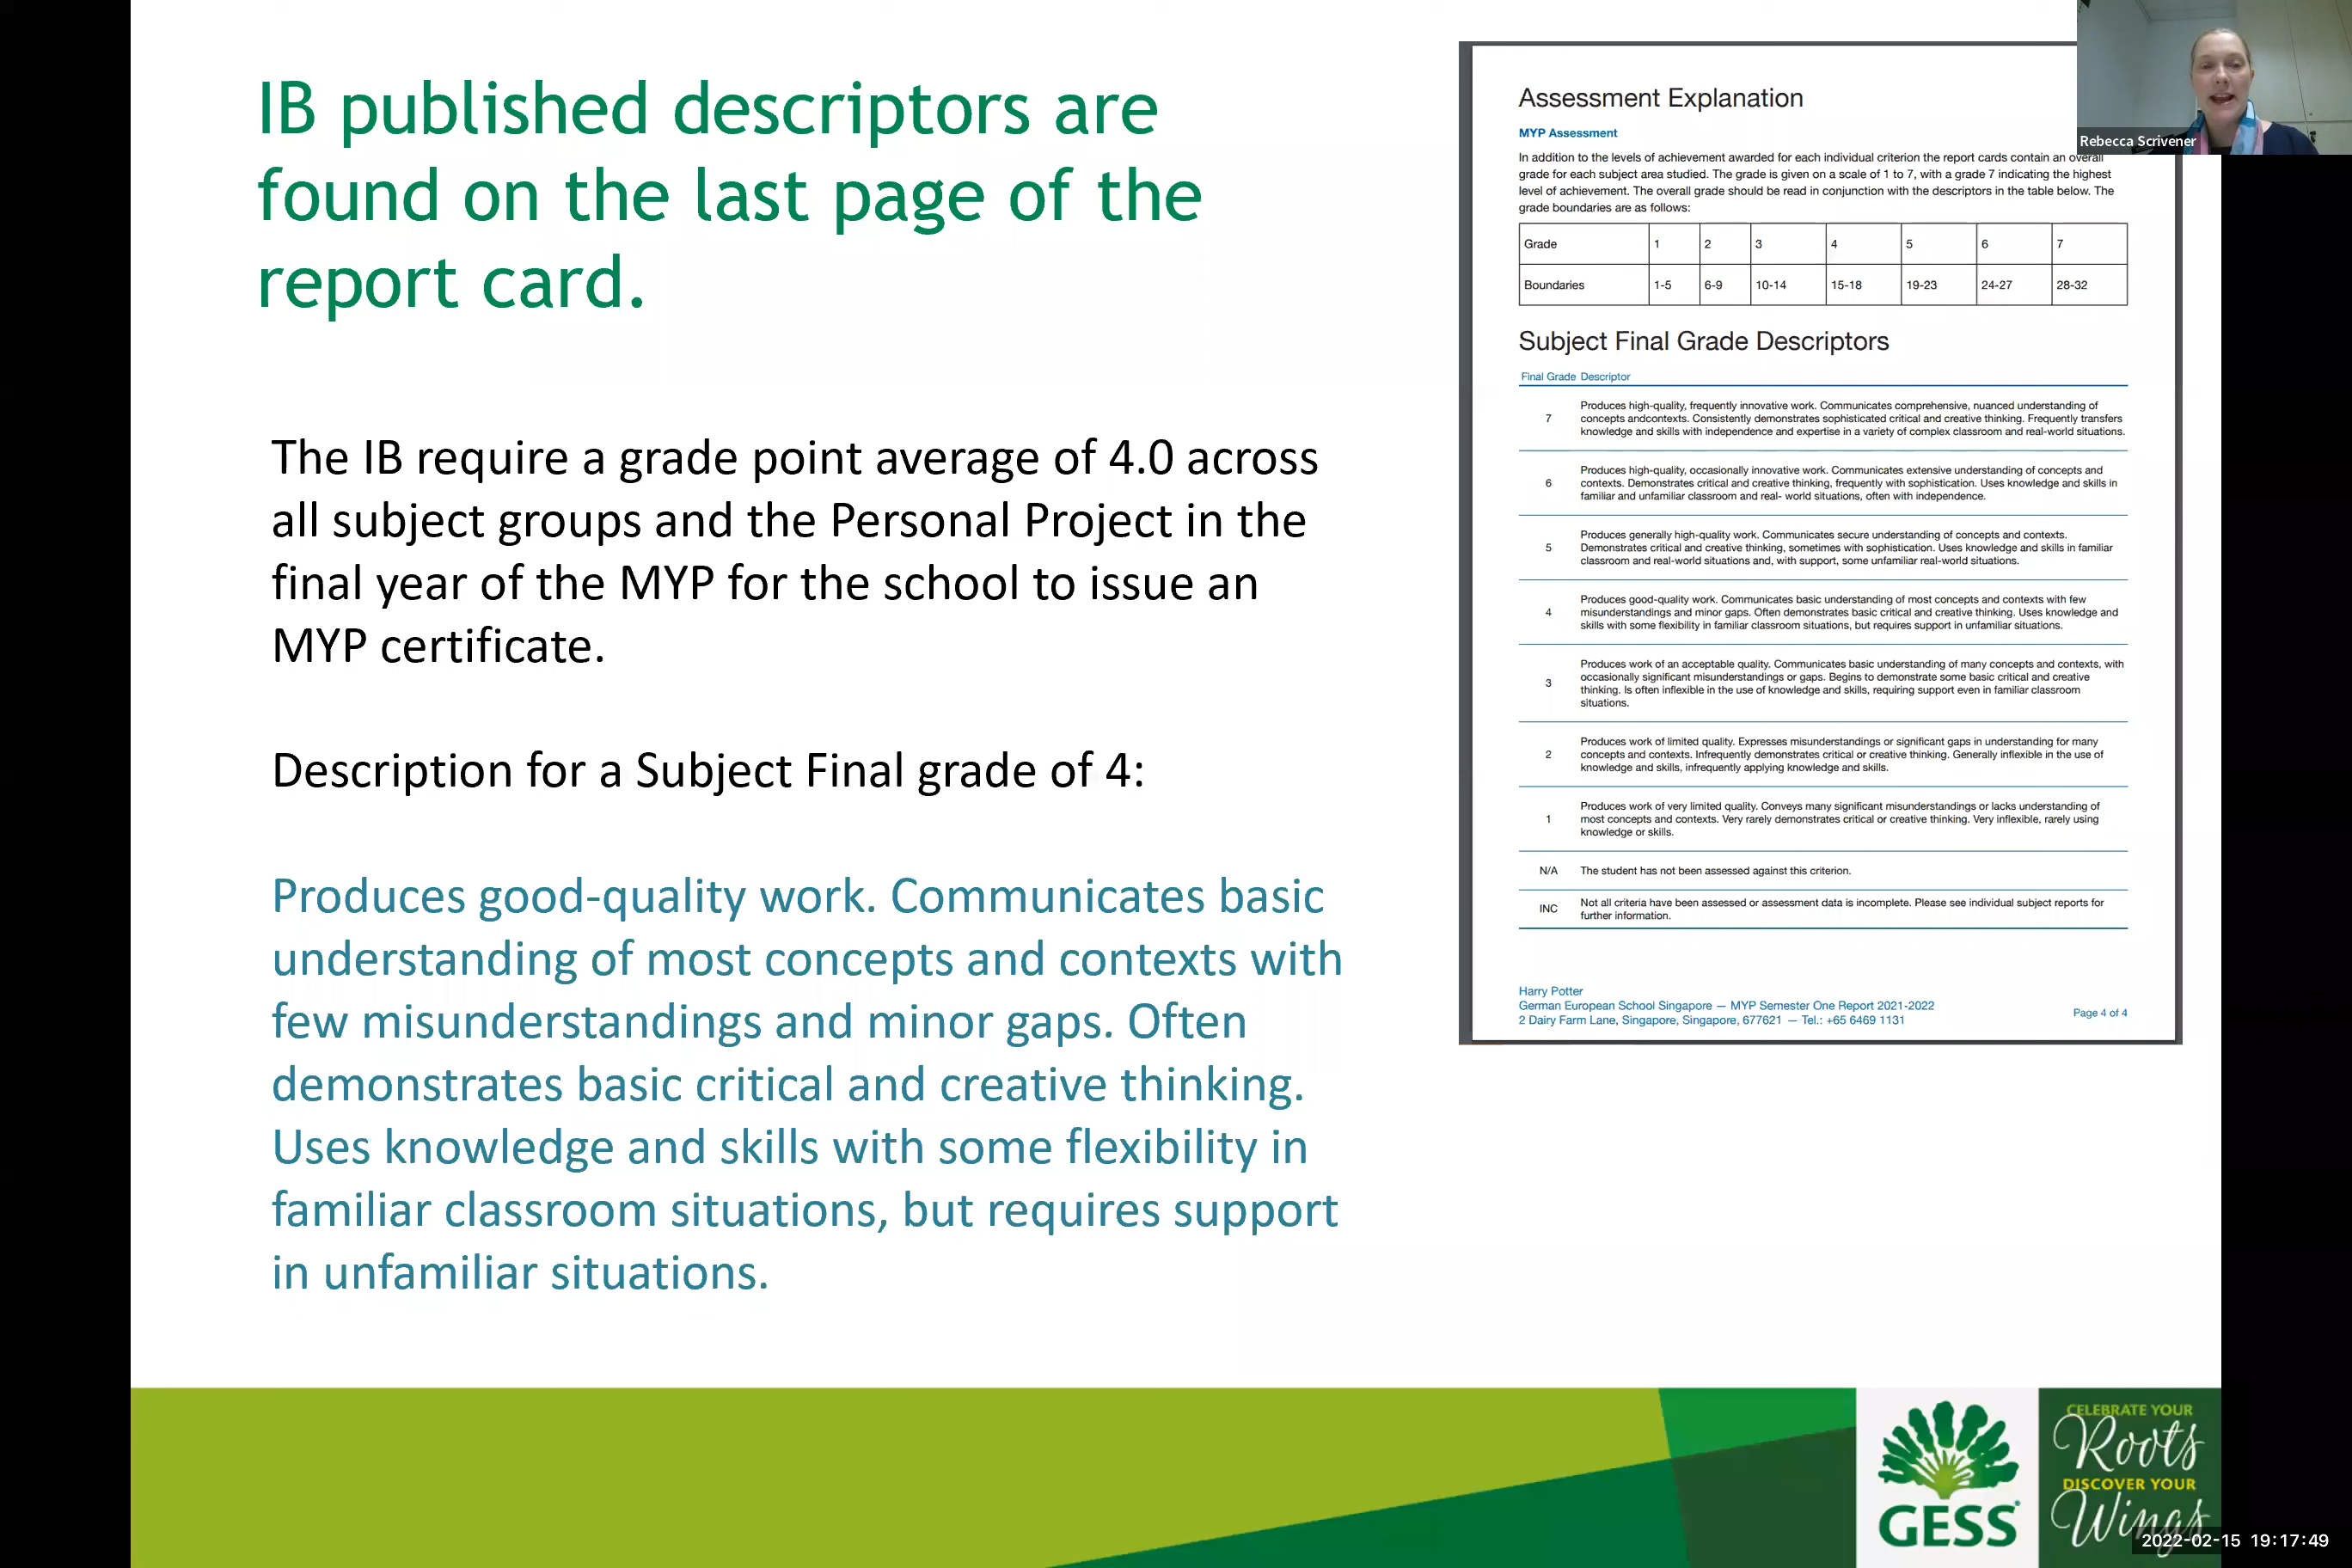 IB published descriptors are
found on the last page of the
report card.
The IB require a grade point average of 4.0 across
all subject groups and the Personal Project in the
final year of the MYP for the school to issue an
MYP certificate.
Description for a Subject Final grade of 4:
Produces good-quality work. Communicates basic
understanding of most concepts and contexts with
few misunderstandings and minor gaps. Often
demonstrates basic critical and creative thinking.
Uses knowledge and skills with some flexibility in
familiar classroom situations, but requires support
in unfamiliar situations.
Assessment Explanation
MYP Assessment
In addition to the levels of achievement awarded for each individual criterion the report cards contain an overall
grade for each subject area studied. The grade is given on a scale of 1 to 7, with a grade 7 indicating the highest
level of achievement. The overall grade should be read in conjunction with the descriptors in the table below. The
grade boundaries are as follows:
Grade 1 2 3 4 5 6 7
Boundaries 1-5 6-9 10-14 15-18 19-23 24-27 28-32
Subject Final Grade Descriptors
Final Grade Descriptor
Produces high-quality, frequently innovative work. Communicates comprehensive, nuanced understanding of
7 concepts andcontexts. Consistently demonstrates sophisticated critical and creative thinking. Frequently transfers
knowledge and skills with independence and expertise in a variety of complex classroom and real-world situations.
Produces high-quality, occasionally innovative work. Communicates extensive understanding of concepts and
6 contexts. Demonstrates critical and creative thinking, frequently with sophistication. Uses knowledge and skills in
familiar and unfamiliar classroom and real- world situations, often with independence.
Produces generally high-quality work. Communicates secure understanding of concepts and contexts.
5 Demonstrates critical and creative thinking, sometimes with sophistication. Uses knowledge and skills in familiar
classroom and real-world situations and, with support, some unfamiliar real-world situations.
Produces good-quality work. Communicates basic understanding of most concepts and contexts with few
4 misunderstandings and minor gaps. Often demonstrates basic critical and creative thinking. Uses knowledge and
skills with some flexibility in familiar classroom situations, but requires support in unfamiliar situations.
Produces work of an acceptable quality. Communicates basic understanding of many concepts and contexts, with
occasionally significant misunderstandings or gaps. Begins to demonstrate some basic critical and creative
3 thinking. Is often inflexible in the use of knowledge and skills, requiring support even in familiar classroom
situations.
Produces work of limited quality. Expresses misunderstandings or significant gaps in understanding for many
2 concepts and contexts. Infrequently demonstrates critical or creative thinking. Generally inflexible in the use of
knowledge and skills, infrequently applying knowledge and skills.
Produces work of very limited quality. Conveys many significant misunderstandings or lacks understanding of
1 most concepts and contexts. Very rarely demonstrates critical or creative thinking. Very inflexible, rarely using
knowledge or skills.
N/A The student has not been assessed against this criterion.
INC Not all criteria have been assessed or assessment data is incomplete. Please see individual subject reports for
further information.
Harry Potter
German European School Singapore — MYP Semester One Report 2021-2022
2 Dairy Farm Lane, Singapore, Singapore, 677621 — Tel.: +65 6469 1131
Page 4 of 4
Rebecca Scrivener
GESS
CELEBRATE YOUR
Roots
DISCOVER YOUR
Wings
2022-02-15 19:17:49